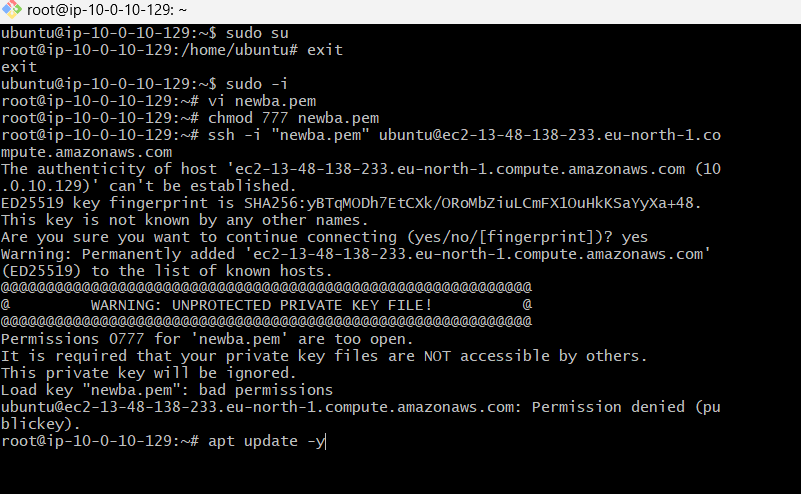 root@ip-10-0-10-129: ~
ubuntu@ip-10-0-10-129:~$ sudo su
root@ip-10-0-10-129:/home/ubuntu# exit
exit
ubuntu@ip-10-0-10-129:~$ sudo -i
root@ip-10-0-10-129:~# vi newba.pem
root@ip-10-0-10-129:~# chmod 777 newba.pem
root@ip-10-0-10-129:~# ssh -i "newba.pem" ubuntu@ec2-13-48-138-233.eu-north-1.co
mpute.amazonaws.com
The authenticity of host 'ec2-13-48-138-233.eu-north-1.compute.amazonaws.com (10
.0.10.129)' can't be established.
ED25519 key fingerprint is SHA256:yBTqMODh7EtCXk/ORoMbZiuLCmFX1OuHkKSaYyXa+48.
This key is not known by any other names.
Are you sure you want to continue connecting (yes/no/[fingerprint])? yes
Warning: Permanently added 'ec2-13-48-138-233.eu-north-1.compute.amazonaws.com'
(ED25519) to the list of known hosts.
@@@@@@@@@@@@@@@@@@@@@@@@@@@@@@@@@@@@@@@@@@@@@@@@@@@@@@@@@@@
@         WARNING: UNPROTECTED PRIVATE KEY FILE!          @
@@@@@@@@@@@@@@@@@@@@@@@@@@@@@@@@@@@@@@@@@@@@@@@@@@@@@@@@@@@
Permissions 0777 for 'newba.pem' are too open.
It is required that your private key files are NOT accessible by others.
This private key will be ignored.
Load key "newba.pem": bad permissions
ubuntu@ec2-13-48-138-233.eu-north-1.compute.amazonaws.com: Permission denied (pu
blickey).
root@ip-10-0-10-129:~# apt update -y